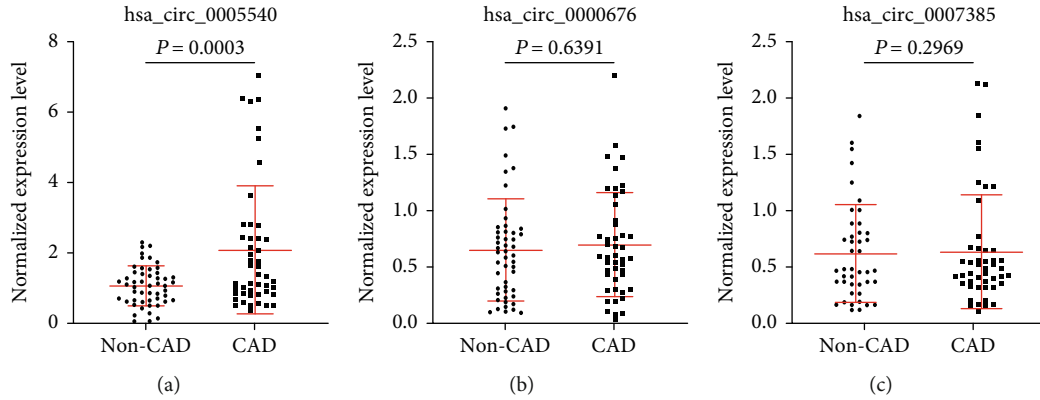 hsa_circ_0005540
P = 0.0003
Normalized expression level
8
6
4
2
0
Non-CAD
CAD
(a)
hsa_circ_0000676
P = 0.6391
Normalized expression level
2.5
2.0
1.5
1.0
0.5
0.0
Non-CAD
CAD
(b)
hsa_circ_0007385
P = 0.2969
Normalized expression level
2.5
2.0
1.5
1.0
0.5
0.0
Non-CAD
CAD
(c)